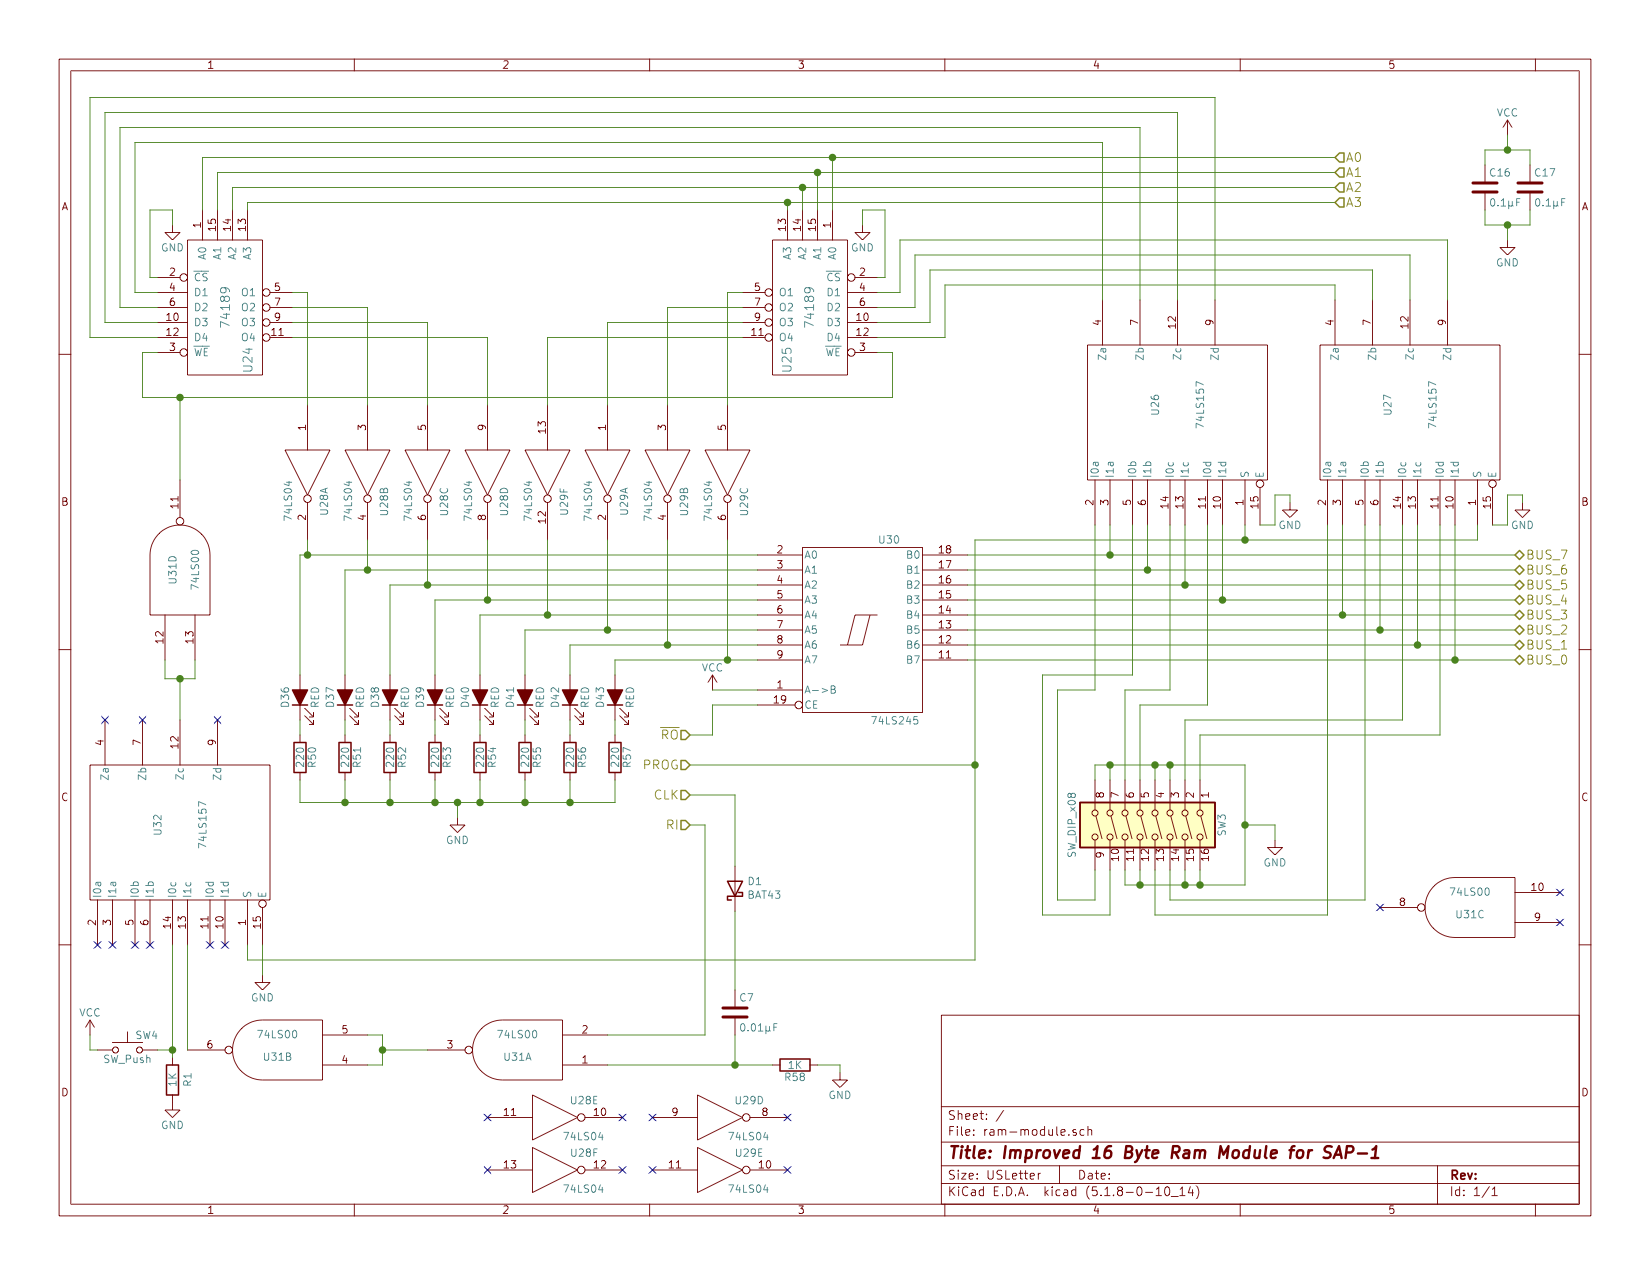 1 2 3 4 5
A
B
C
D
A
B
C
D
1 2 3 4 5
VCC
C16
0.1µF
C17
0.1µF
GND
A0
A1
A2
A3
GND
1 15 14 13
A0 A1 A2 A3
2 CS
4 D1
6 D2
10 D3
12 D4
3 WE
O1 5
O2 7
O3 9
O4 11
74189
U24
13 14 15 1
A3 A2 A1 A0
GND
5 O1
7 O2
9 O3
11 O4
CS 2
D1 4
D2 6
D3 10
D4 12
WE 3
74189
U25
4 7 12 9
Za Zb Zc Zd
U26
74LS157
I0a I1a I0b I1b I0c I1c I0d I1d S E
2 3 5 6 14 13 11 10 1 15
GND
4 7 12 9
Za Zb Zc Zd
U27
74LS157
I0a I1a I0b I1b I0c I1c I0d I1d S E
2 3 5 6 14 13 11 10 1 15
GND
1 3 5 9 13 1 3 5
74LS04 U28A
74LS04 U28B
74LS04 U28C
74LS04 U28D
74LS04 U29F
74LS04 U29A
74LS04 U29B
74LS04 U29C
2 4 6 8 12 2 4 6
11
U31D
74LS00
12 13
U30
2 A0 B0 18
3 A1 B1 17
4 A2 B2 16
5 A3 B3 15
6 A4 B4 14
7 A5 B5 13
8 A6 B6 12
9 A7 B7 11
1 A->B
19 CE
74LS245
VCC
BUS_7
BUS_6
BUS_5
BUS_4
BUS_3
BUS_2
BUS_1
BUS_0
D36 RED
D37 RED
D38 RED
D39 RED
D40 RED
D41 RED
D42 RED
D43 RED
220 R50
220 R51
220 R52
220 R53
220 R54
220 R55
220 R56
220 R57
GND
RO
PROG
CLK
RI
4 7 12 9
Za Zb Zc Zd
U32
74LS157
I0a I1a I0b I1b I0c I1c I0d I1d S E
2 3 5 6 14 13 11 10 1 15
GND
SW_DIP_x08
8 7 6 5 4 3 2 1
9 10 11 12 13 14 15 16
SW3
GND
D1
BAT43
C7
0.01µF
1K
R58
GND
74LS00
U31C
8
10
9
VCC
SW4
SW_Push
1K
R1
GND
6
74LS00
U31B
5
4
3
74LS00
U31A
2
1
U28E
11 10
74LS04
U28F
13 12
74LS04
U29D
9 8
74LS04
U29E
11 10
74LS04
Sheet: /
File: ram-module.sch
Title: Improved 16 Byte Ram Module for SAP-1
Size: USLetter Date: Rev:
KiCad E.D.A. kicad (5.1.8-0-10_14) Id: 1/1